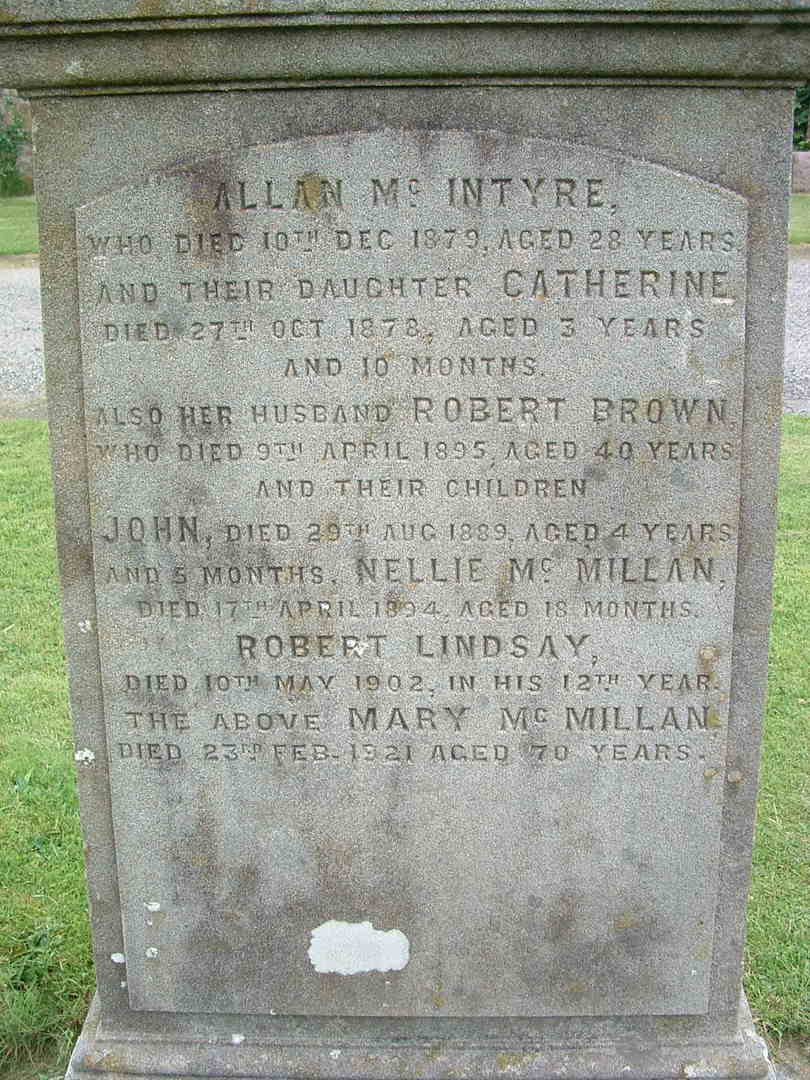 ALLAN Mc INTYRE,
WHO DIED 10TH DEC 1879, AGED 28 YEARS
AND THEIR DAUGHTER CATHERINE
DIED 27TH OCT 1878, AGED 3 YEARS
AND 10 MONTHS.
ALSO HER HUSBAND ROBERT BROWN,
WHO DIED 9TH APRIL 1895, AGED 40 YEARS
AND THEIR CHILDREN
JOHN, DIED 29TH AUG 1889, AGED 4 YEARS
AND 5 MONTHS. NELLIE Mc MILLAN,
DIED 17TH APRIL 1894, AGED 18 MONTHS.
ROBERT LINDSAY,
DIED 10TH MAY 1902, IN HIS 12TH YEAR.
THE ABOVE MARY Mc MILLAN.
DIED 23RD FEB. 1921 AGED 70 YEARS.